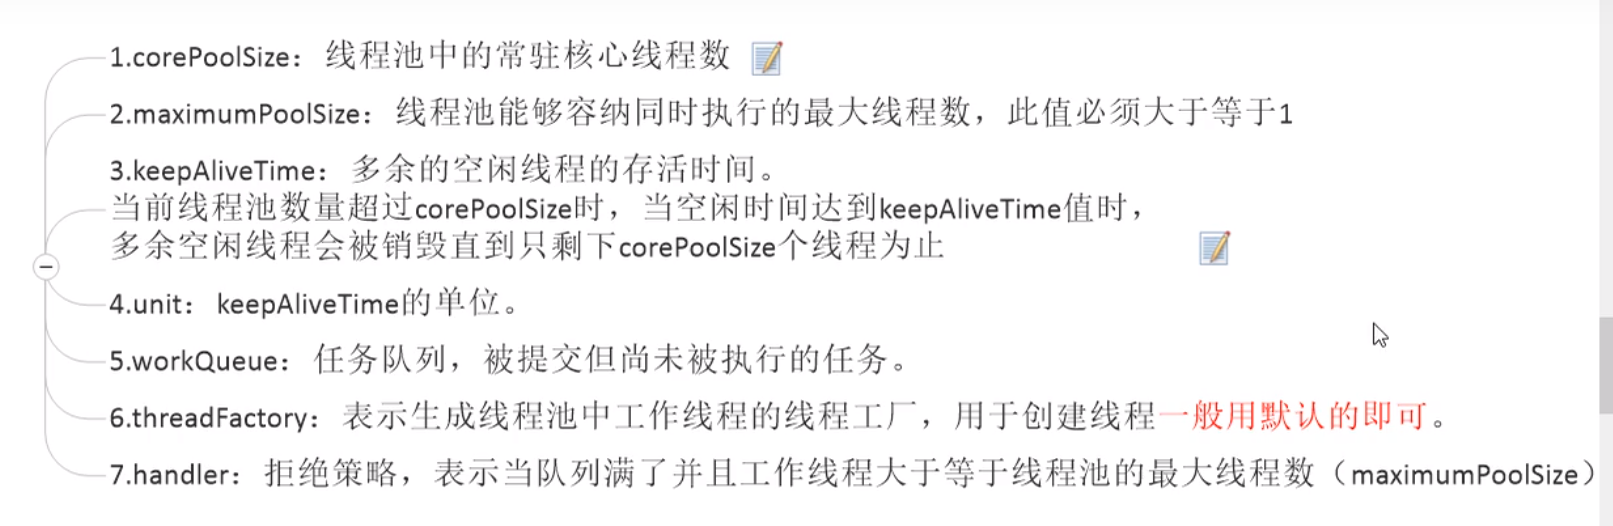 1.corePoolSize：线程池中的常驻核心线程数
2.maximumPoolSize：线程池能够容纳同时执行的最大线程数，此值必须大于等于1
3.keepAliveTime：多余的空闲线程的存活时间。
当前线程池数量超过corePoolSize时，当空闲时间达到keepAliveTime值时，
多余空闲线程会被销毁直到只剩下corePoolSize个线程为止
4.unit：keepAliveTime的单位。
5.workQueue：任务队列，被提交但尚未被执行的任务。
6.threadFactory：表示生成线程池中工作线程的线程工厂，用于创建线程一般用默认的即可。
7.handler：拒绝策略，表示当队列满了并且工作线程大于等于线程池的最大线程数（maximumPoolSize）